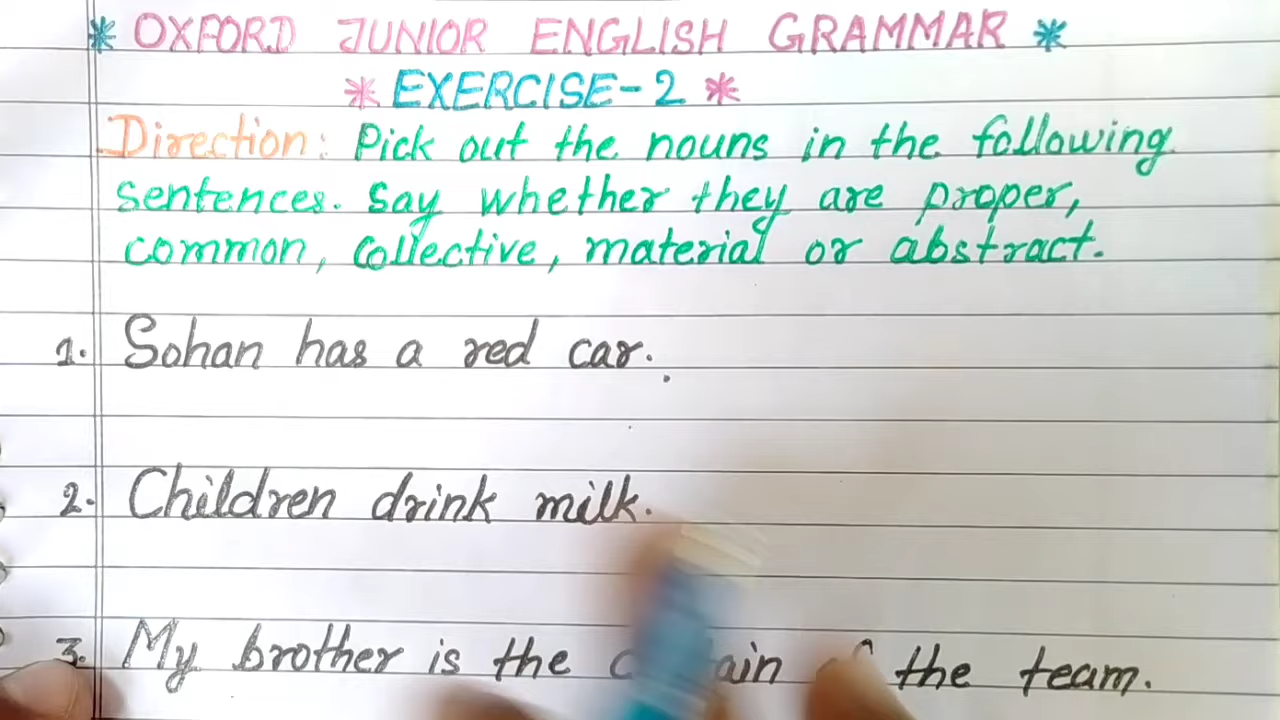 * OXFORD JUNIOR ENGLISH GRAMMAR *
* EXERCISE-2 *
Direction: Pick out the nouns in the following
sentences. Say whether they are proper,
common, collective, material or abstract.
1. Sohan has a red car.
2. Children drink milk.
3. My brother is the the team.